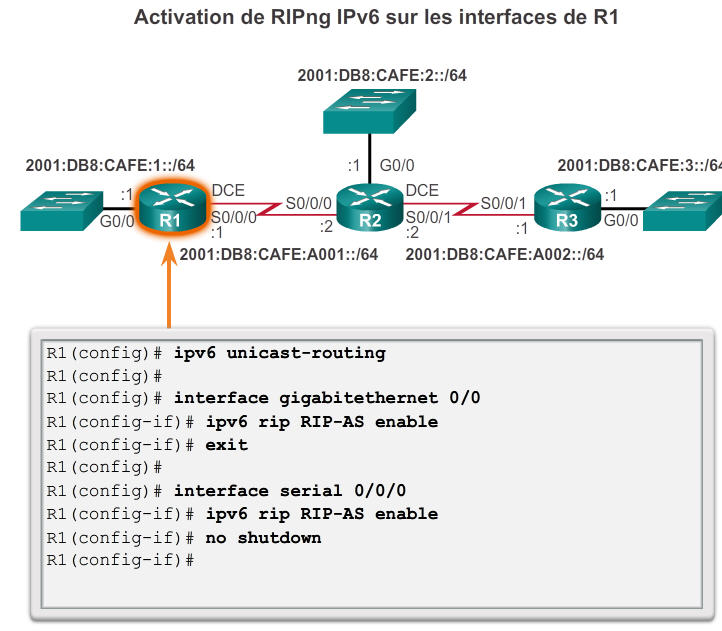 Activation de RIPng IPv6 sur les interfaces de R1
2001:DB8:CAFE:2::/64
2001:DB8:CAFE:1::/64
:1
G0/0
2001:DB8:CAFE:3::/64
:1
G0/0
R1
DCE
S0/0/0
:1
S0/0/0
:2
R2
DCE
S0/0/1
:2
S0/0/1
:1
R3
:1
G0/0
2001:DB8:CAFE:A001::/64
2001:DB8:CAFE:A002::/64
R1(config)# ipv6 unicast-routing
R1(config)#
R1(config)# interface gigabitethernet 0/0
R1(config-if)# ipv6 rip RIP-AS enable
R1(config-if)# exit
R1(config)#
R1(config)# interface serial 0/0/0
R1(config-if)# ipv6 rip RIP-AS enable
R1(config-if)# no shutdown
R1(config-if)#